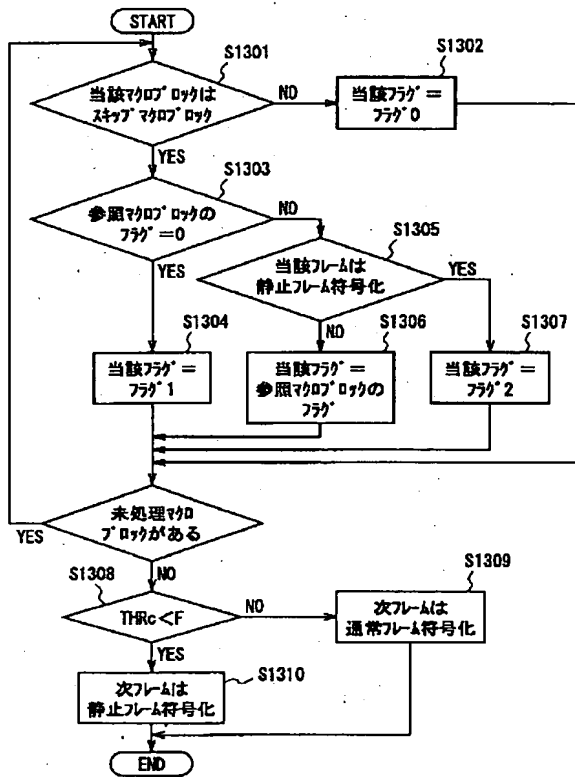 START
S1301
当該ﾏｸﾛﾌﾞﾛｯｸは
ｽｷｯﾌﾟﾏｸﾛﾌﾞﾛｯｸ
NO
S1302
当該ﾌﾗｸﾞ=
ﾌﾗｸﾞ0
YES
S1303
参照ﾏｸﾛﾌﾞﾛｯｸの
ﾌﾗｸﾞ=0
NO
S1305
当該ﾌﾚｰﾑは
静止ﾌﾚｰﾑ符号化
YES
YES
NO
S1304
当該ﾌﾗｸﾞ=
ﾌﾗｸﾞ1
S1306
当該ﾌﾗｸﾞ=
参照ﾏｸﾛﾌﾞﾛｯｸの
ﾌﾗｸﾞ
S1307
当該ﾌﾗｸﾞ=
ﾌﾗｸﾞ2
未処理ﾏｸﾛ
ﾌﾞﾛｯｸがある
YES
NO
S1308
THRc<F
NO
S1309
次ﾌﾚｰﾑは
通常ﾌﾚｰﾑ符号化
YES
S1310
次ﾌﾚｰﾑは
静止ﾌﾚｰﾑ符号化
END